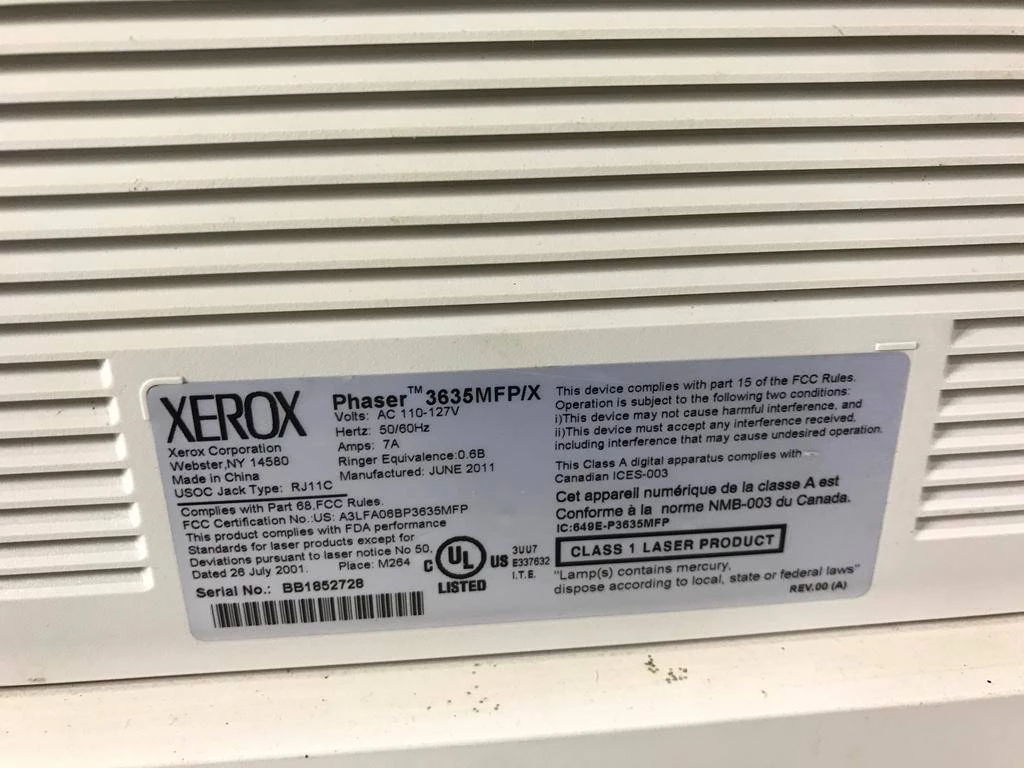 XEROX
Xerox Corporation
Webster,NY 14580
Made in China
USOC Jack Type: RJ11C
Phaser™ 3635MFP/X
Volts: AC 110-127V
Hertz: 50/60Hz
Amps: 7A
Ringer Equivalence:0.6B
Manufactured: JUNE 2011
Complies with Part 68,FCC Rules.
FCC Certification No.:US: A3LFA06BP3635MFP
This product complies with FDA performance
Standards for laser products except for
Deviations pursuant to laser notice No 50,
Dated 26 July 2001. Place: M264
Serial No.: BB1852728
C UL US
LISTED
3UU7
E337632
I.T.E.
This device complies with part 15 of the FCC Rules.
Operation is subject to the following two conditions:
i)This device may not cause harmful interference, and
ii)This device must accept any interference received,
including interference that may cause undesired operation.
This Class A digital apparatus complies with
Canadian ICES-003
Cet appareil numérique de la classe A est
Conforme à la norme NMB-003 du Canada.
IC:649E-P3635MFP
CLASS 1 LASER PRODUCT
"Lamp(s) contains mercury,
dispose according to local, state or federal laws"
REV.00 (A)